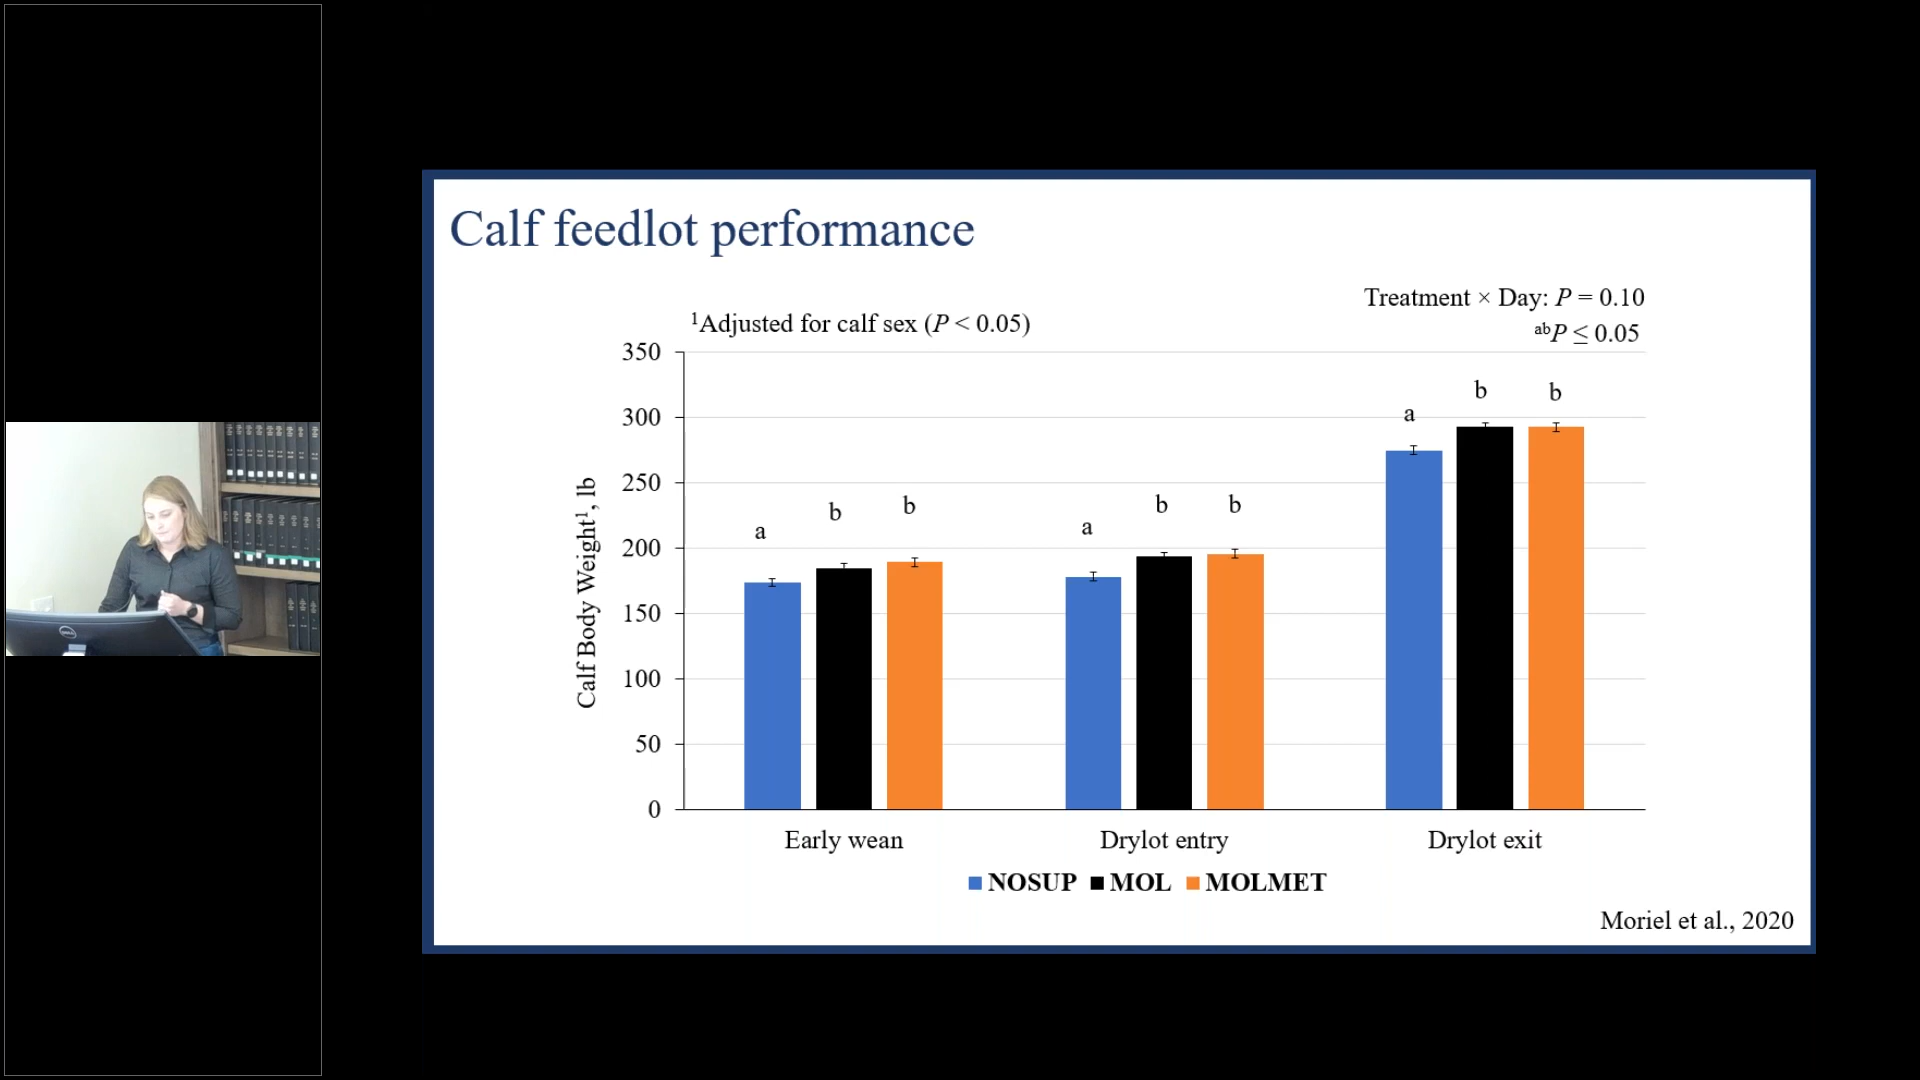 Calf feedlot performance
Treatment × Day: P = 0.10
¹Adjusted for calf sex (P < 0.05)
ᵃᵇP ≤ 0.05
Calf Body Weight¹, lb
350
300
250
200
150
100
50
0
a
b
b
a
b
b
a
b
b
Early wean
Drylot entry
Drylot exit
NOSUP MOL MOLMET
Moriel et al., 2020
DELL